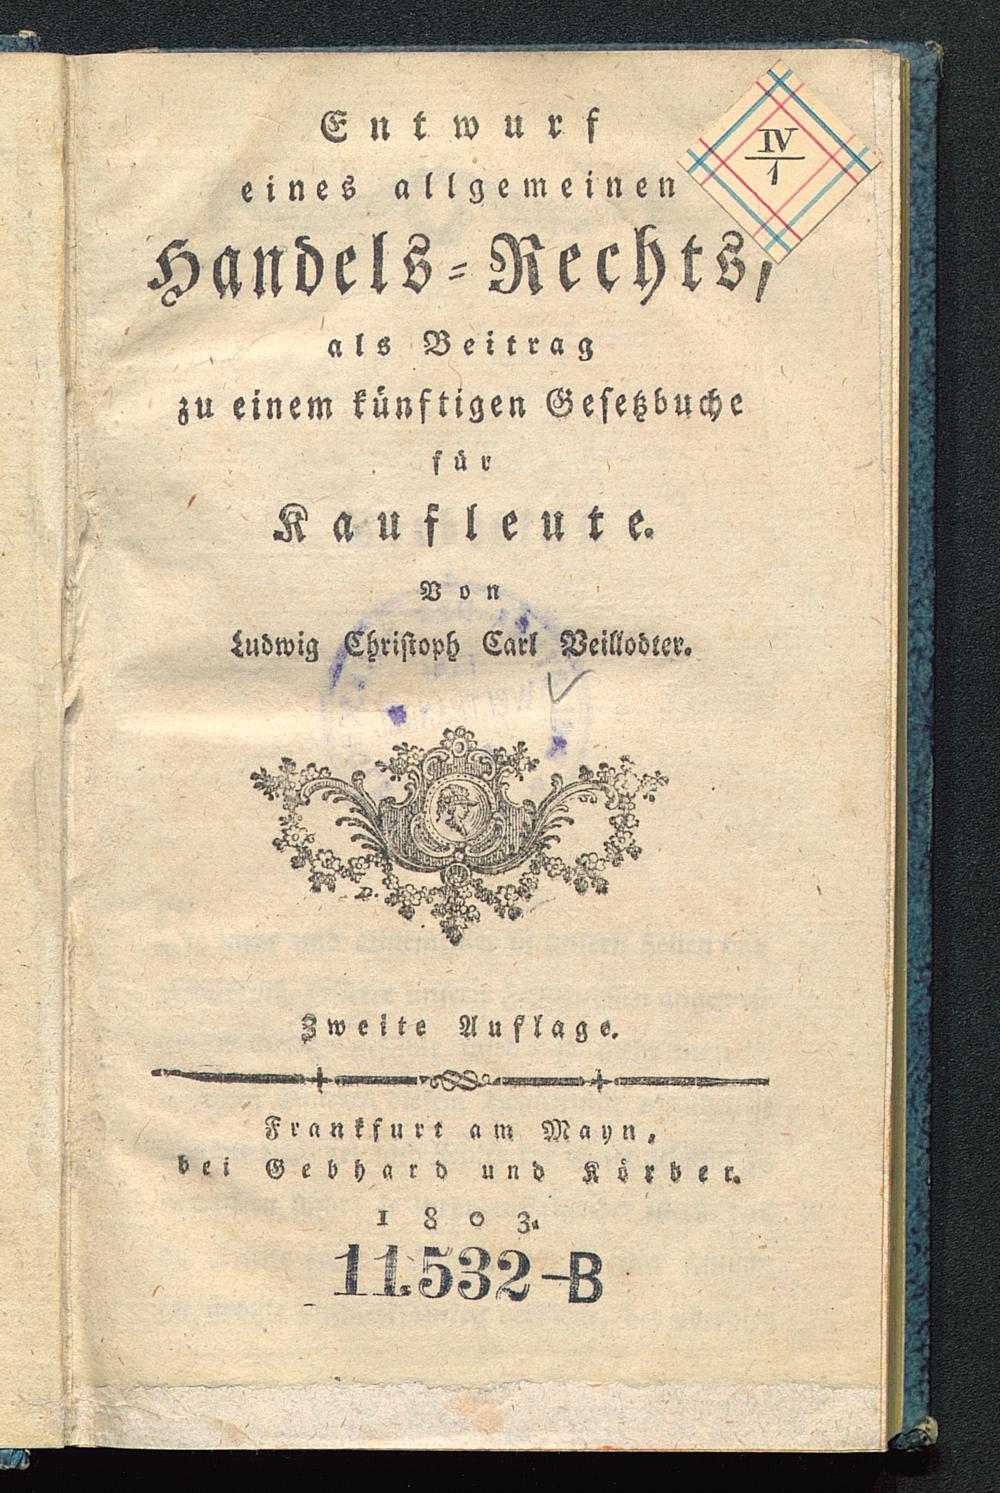 Entwurf
eines allgemeinen
Handels-Rechts,
als Beitrag
zu einem künftigen Gesetzbuche
für
Kaufleute.
Von
Ludwig Christoph Carl Veillodter.
Zweite Auflage.
Frankfurt am Mayn,
bei Gebhard und Körber.
1803.
11.532-B
IV
1
D.